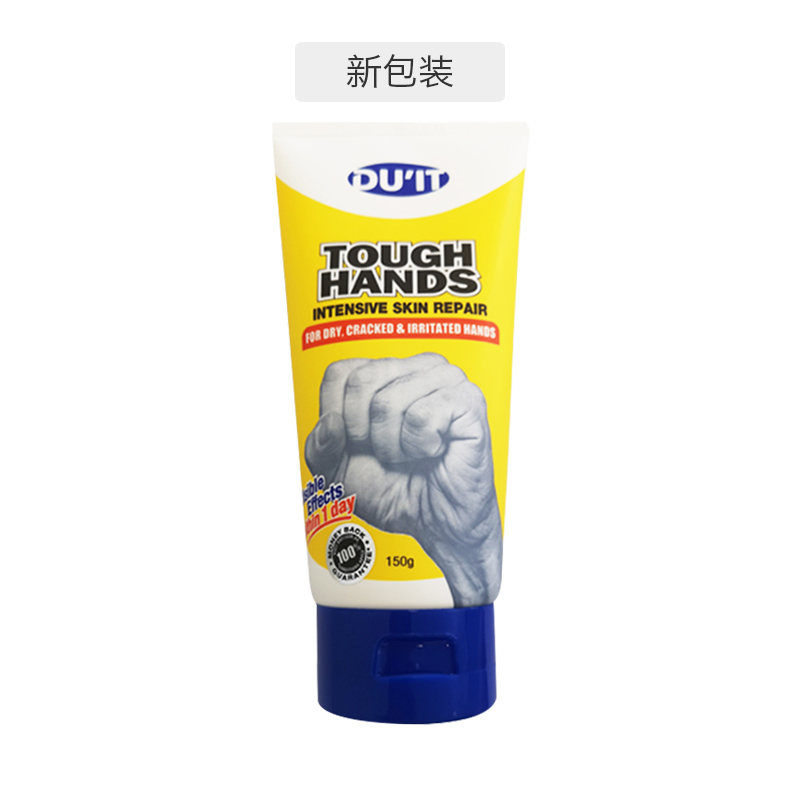 新包装
DU'IT
TOUGH
HANDS
INTENSIVE SKIN REPAIR
FOR DRY, CRACKED & IRRITATED HANDS
Effects
1 day
MONEY BACK
100%
GUARANTEE
150g